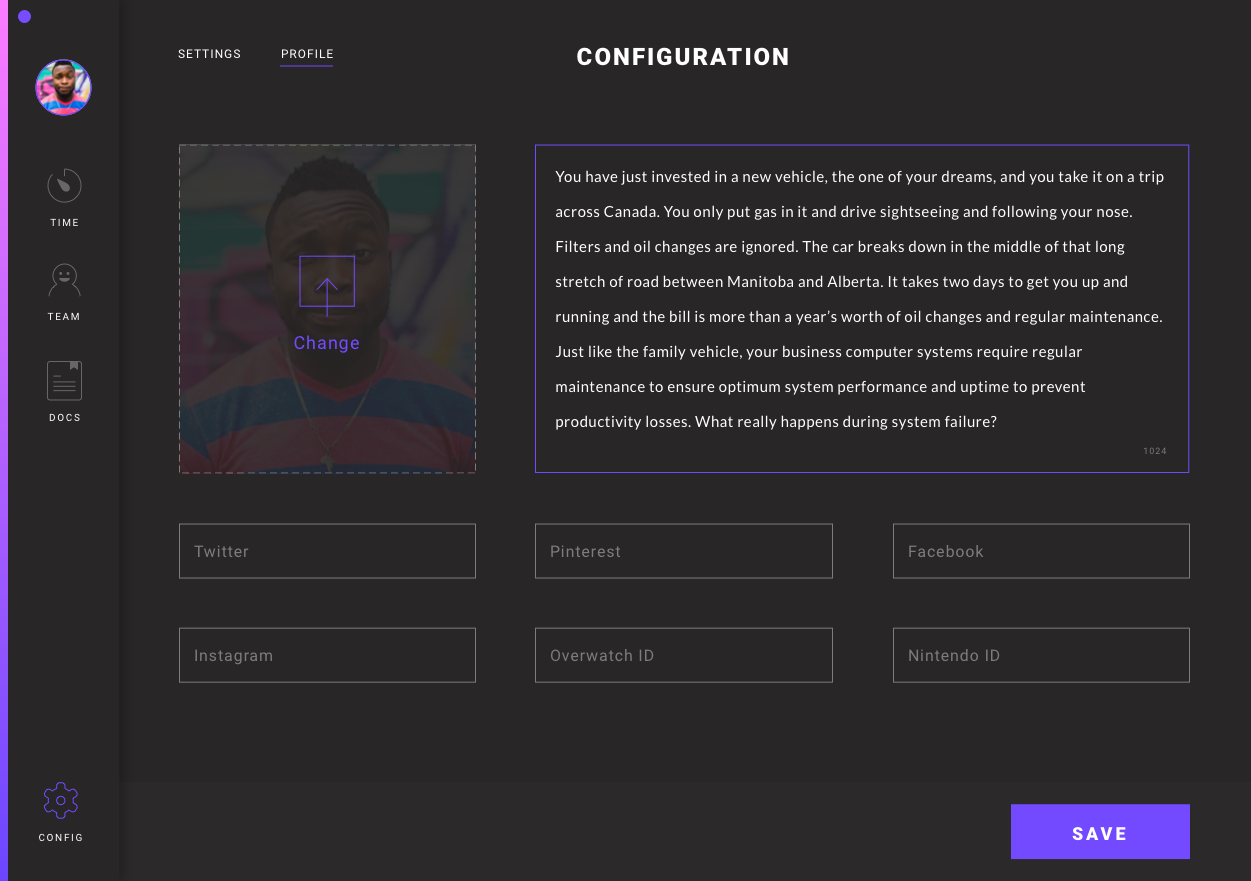 SETTINGS
PROFILE
CONFIGURATION
TIME
TEAM
DOCS
CONFIG
Change
You have just invested in a new vehicle, the one of your dreams, and you take it on a trip
across Canada. You only put gas in it and drive sightseeing and following your nose.
Filters and oil changes are ignored. The car breaks down in the middle of that long
stretch of road between Manitoba and Alberta. It takes two days to get you up and
running and the bill is more than a year’s worth of oil changes and regular maintenance.
Just like the family vehicle, your business computer systems require regular
maintenance to ensure optimum system performance and uptime to prevent
productivity losses. What really happens during system failure?
1024
Twitter
Pinterest
Facebook
Instagram
Overwatch ID
Nintendo ID
SAVE